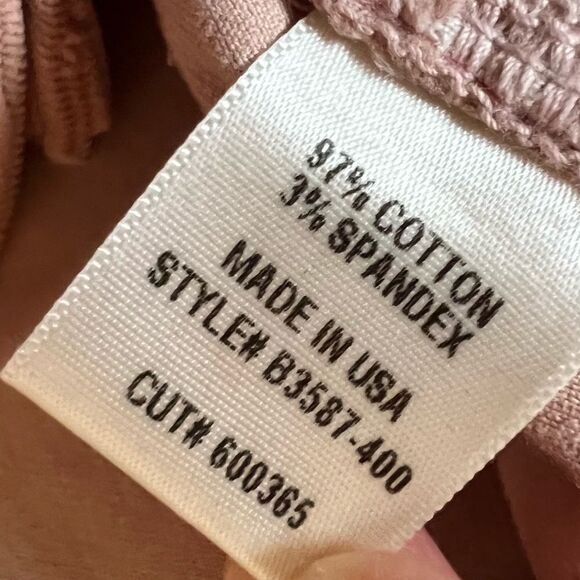 97% COTTON
3% SPANDEX
MADE IN USA
STYLE# B3587-400
CUT# 600365